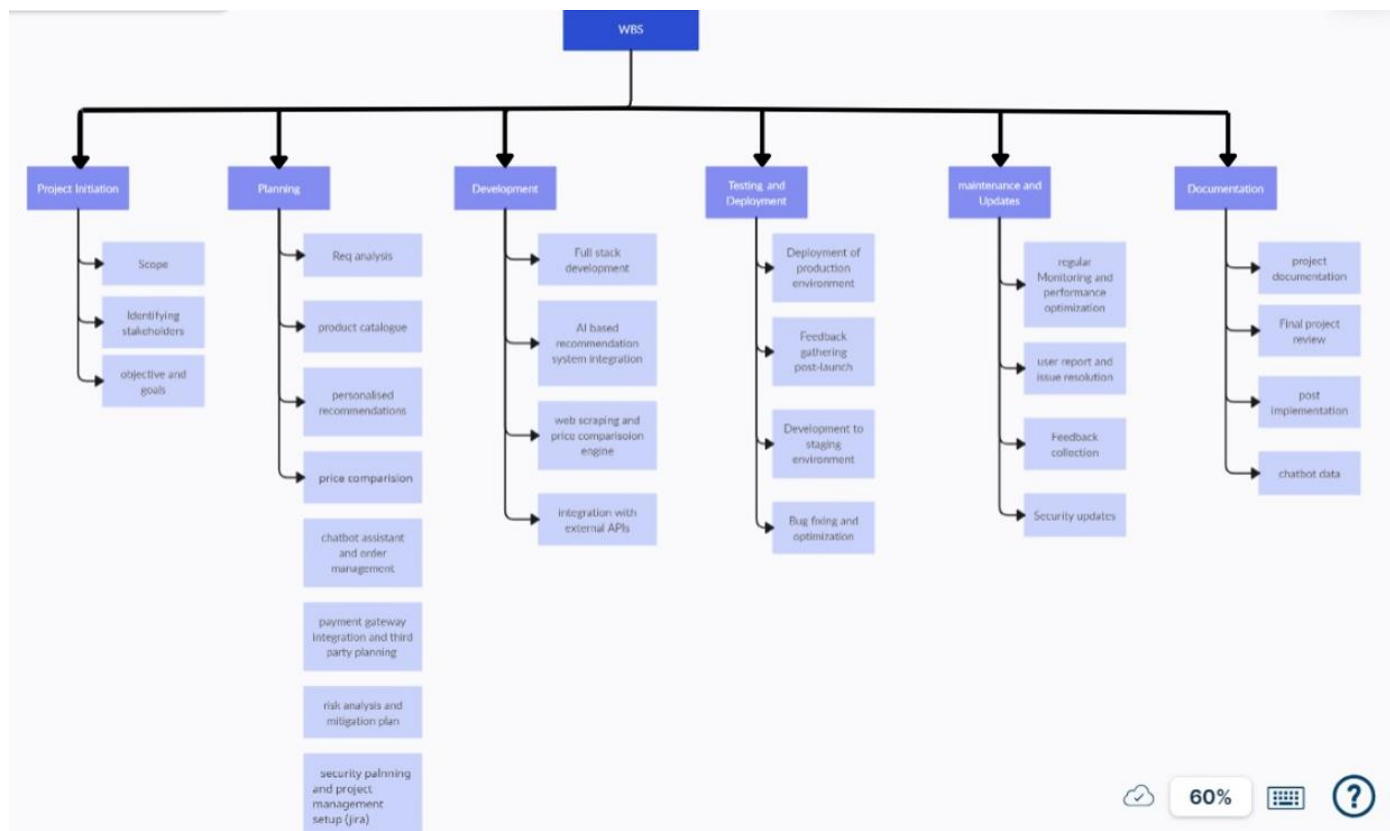 WBS
Project Initiation
Scope
Identifying
stakeholders
objective and
goals
Planning
Req analysis
product catalogue
personalised
recommendations
price comparision
chatbot assistant
and order
management
payment gateway
integration and third
party planning
risk analysis and
mitigation plan
security palnning
and project
management
setup (jira)
Development
Full stack
development
AI based
recommendation
system integration
web scraping and
price comparisoion
engine
integration with
external APIs
Testing and
Deployment
Deployment of
production
environment
Feedback
gathering
post-launch
Development to
staging
environment
Bug fixing and
optimization
maintenance and
Updates
regular
Monitoring and
performance
optimization
user report and
issue resolution
Feedback
collection
Security updates
Documentation
project
documentation
Final project
review
post
implementation
chatbot data
60%
?